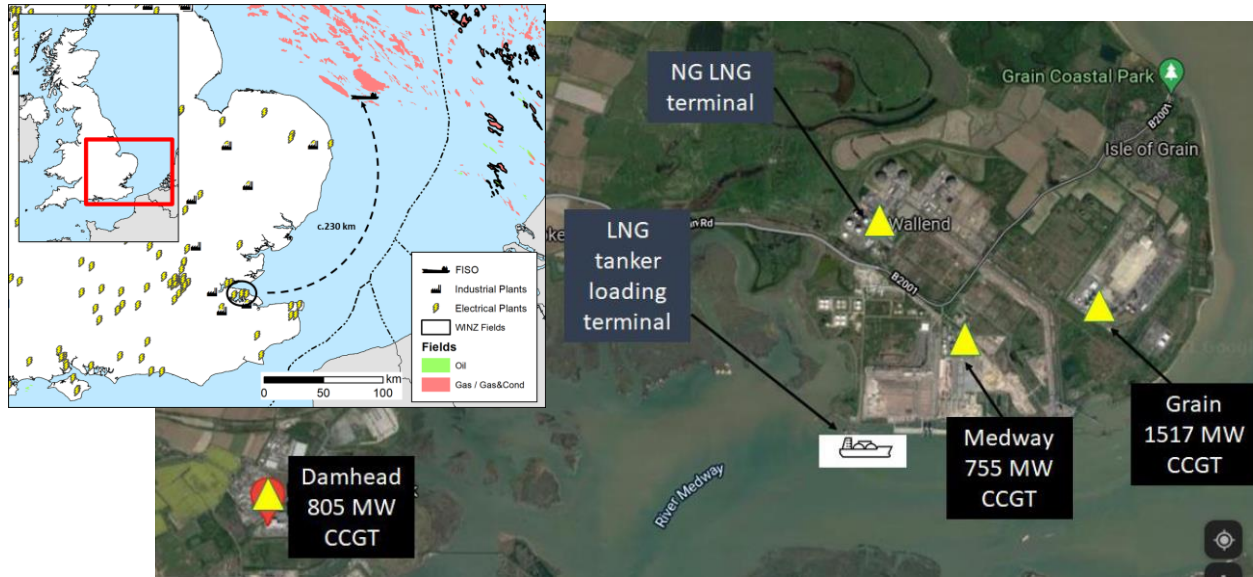 c.230 km
FISO
Industrial Plants
Electrical Plants
WINZ Fields
Fields
Oil
Gas / Gas&Cond
km
0 50 100
NG LNG
terminal
Grain Coastal Park
B2001
Isle of Grain
LNG
tanker
loading
terminal
Rd
Wallend
B2001
Grain
1517 MW
CCGT
Medway
755 MW
CCGT
Damhead
805 MW
CCGT
River Medway